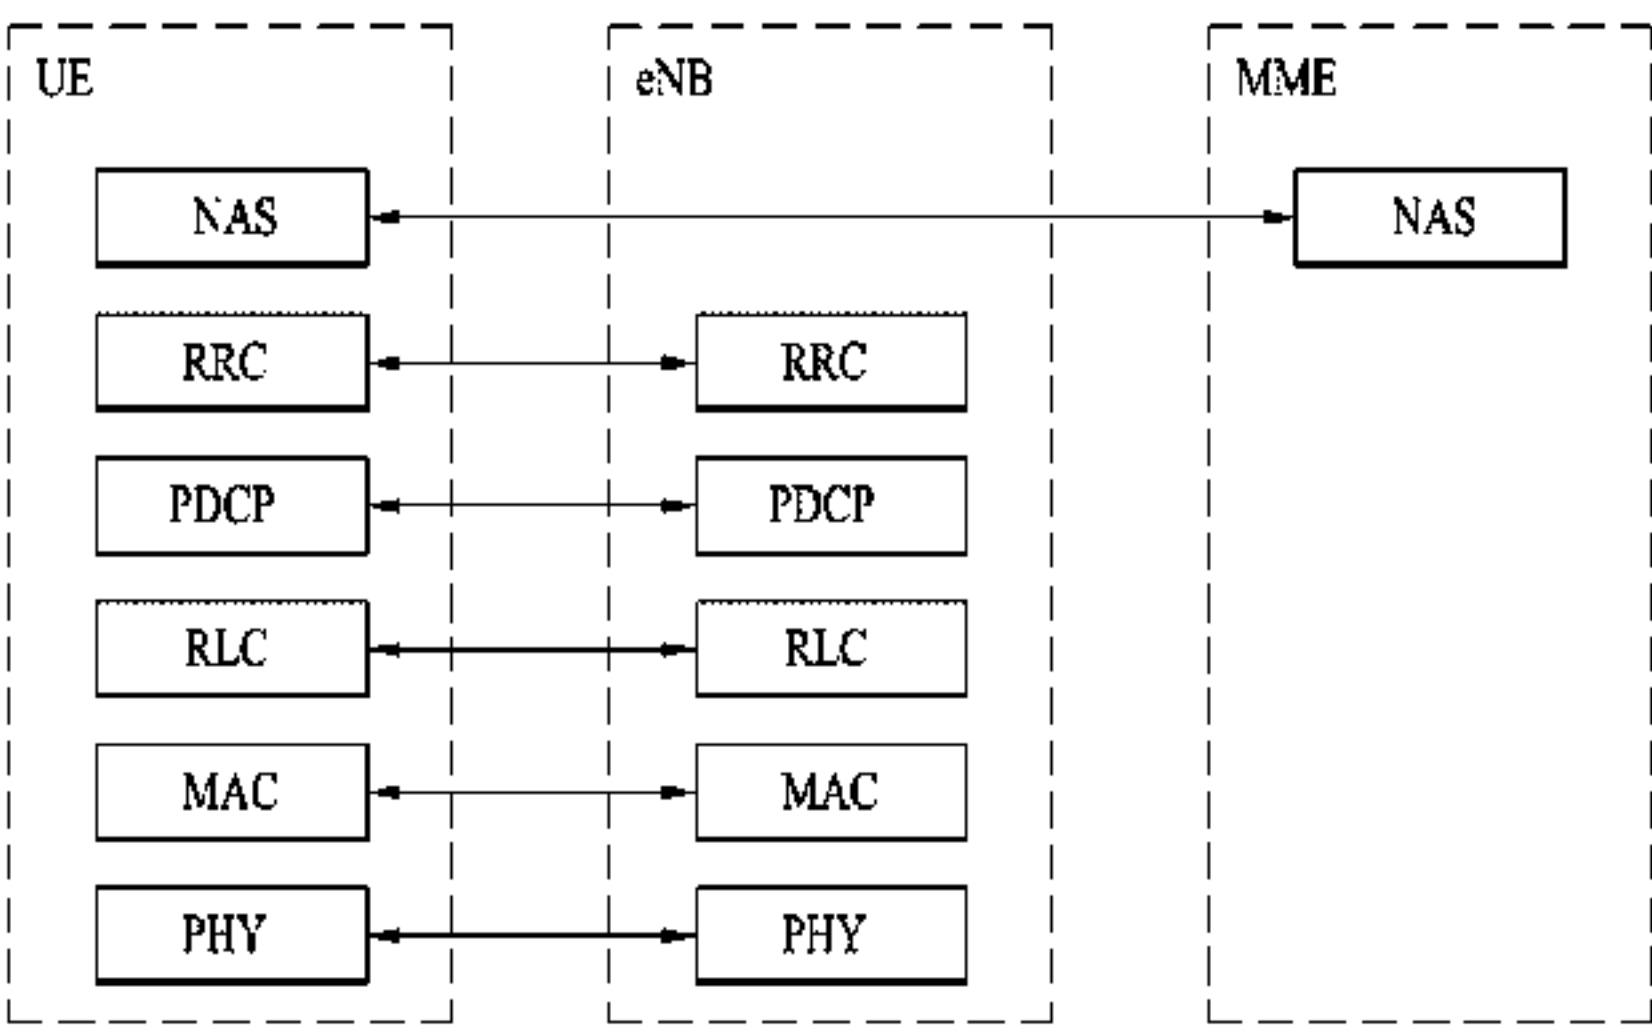 UE
eNB
MME
NAS
NAS
RRC
RRC
PDCP
PDCP
RLC
RLC
MAC
MAC
PHY
PHY